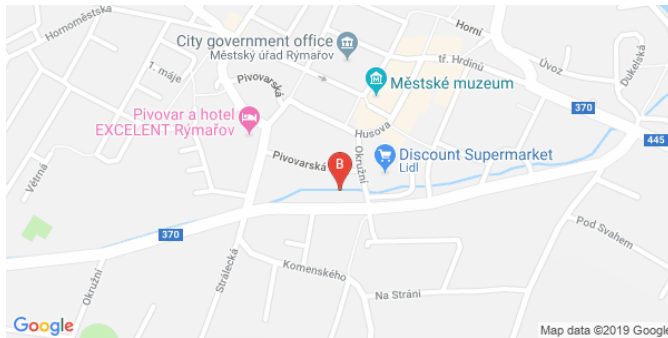 Hornoměstská
Horní
City government office
Městský úřad Rýmařov
tř. Hrdinů
Úvoz
Dukelská
1. máje
Pivovarská
Městské muzeum
370
Pivovar a hotel
EXCELENT Rýmařov
Husova
445
Pivovarská
B
Okružní
Discount Supermarket
Lidl
Větrná
370
Pod Svahem
Strálecká
Komenského
Okružní
Na Stráni
Google
Map data ©2019 Google